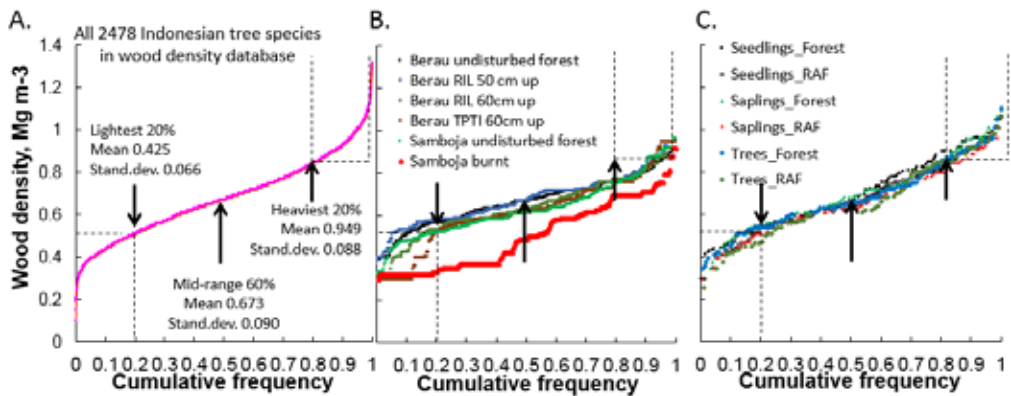 A.
All 2478 Indonesian tree species
in wood density database
Wood density, Mg m-3
1.4
1.2
1
0.8
0.6
0.4
0.2
0
Lightest 20%
Mean 0.425
Stand.dev. 0.066
Heaviest 20%
Mean 0.949
Stand.dev. 0.088
Mid-range 60%
Mean 0.673
Stand.dev. 0.090
0 0.1 0.2 0.3 0.4 0.5 0.6 0.7 0.8 0.9 1
Cumulative frequency
B.
Berau undisturbed forest
Berau RIL 50 cm up
Berau RIL 60cm up
Berau TPTI 60cm up
Samboja undisturbed forest
Samboja burnt
0.1 0.2 0.3 0.4 0.5 0.6 0.7 0.8 0.9 1
Cumulative frequency
C.
Seedlings_Forest
Seedlings_RAF
Saplings_Forest
Saplings_RAF
Trees_Forest
Trees_RAF
0 0.1 0.2 0.3 0.4 0.5 0.6 0.7 0.8 0.9 1
Cumulative frequency